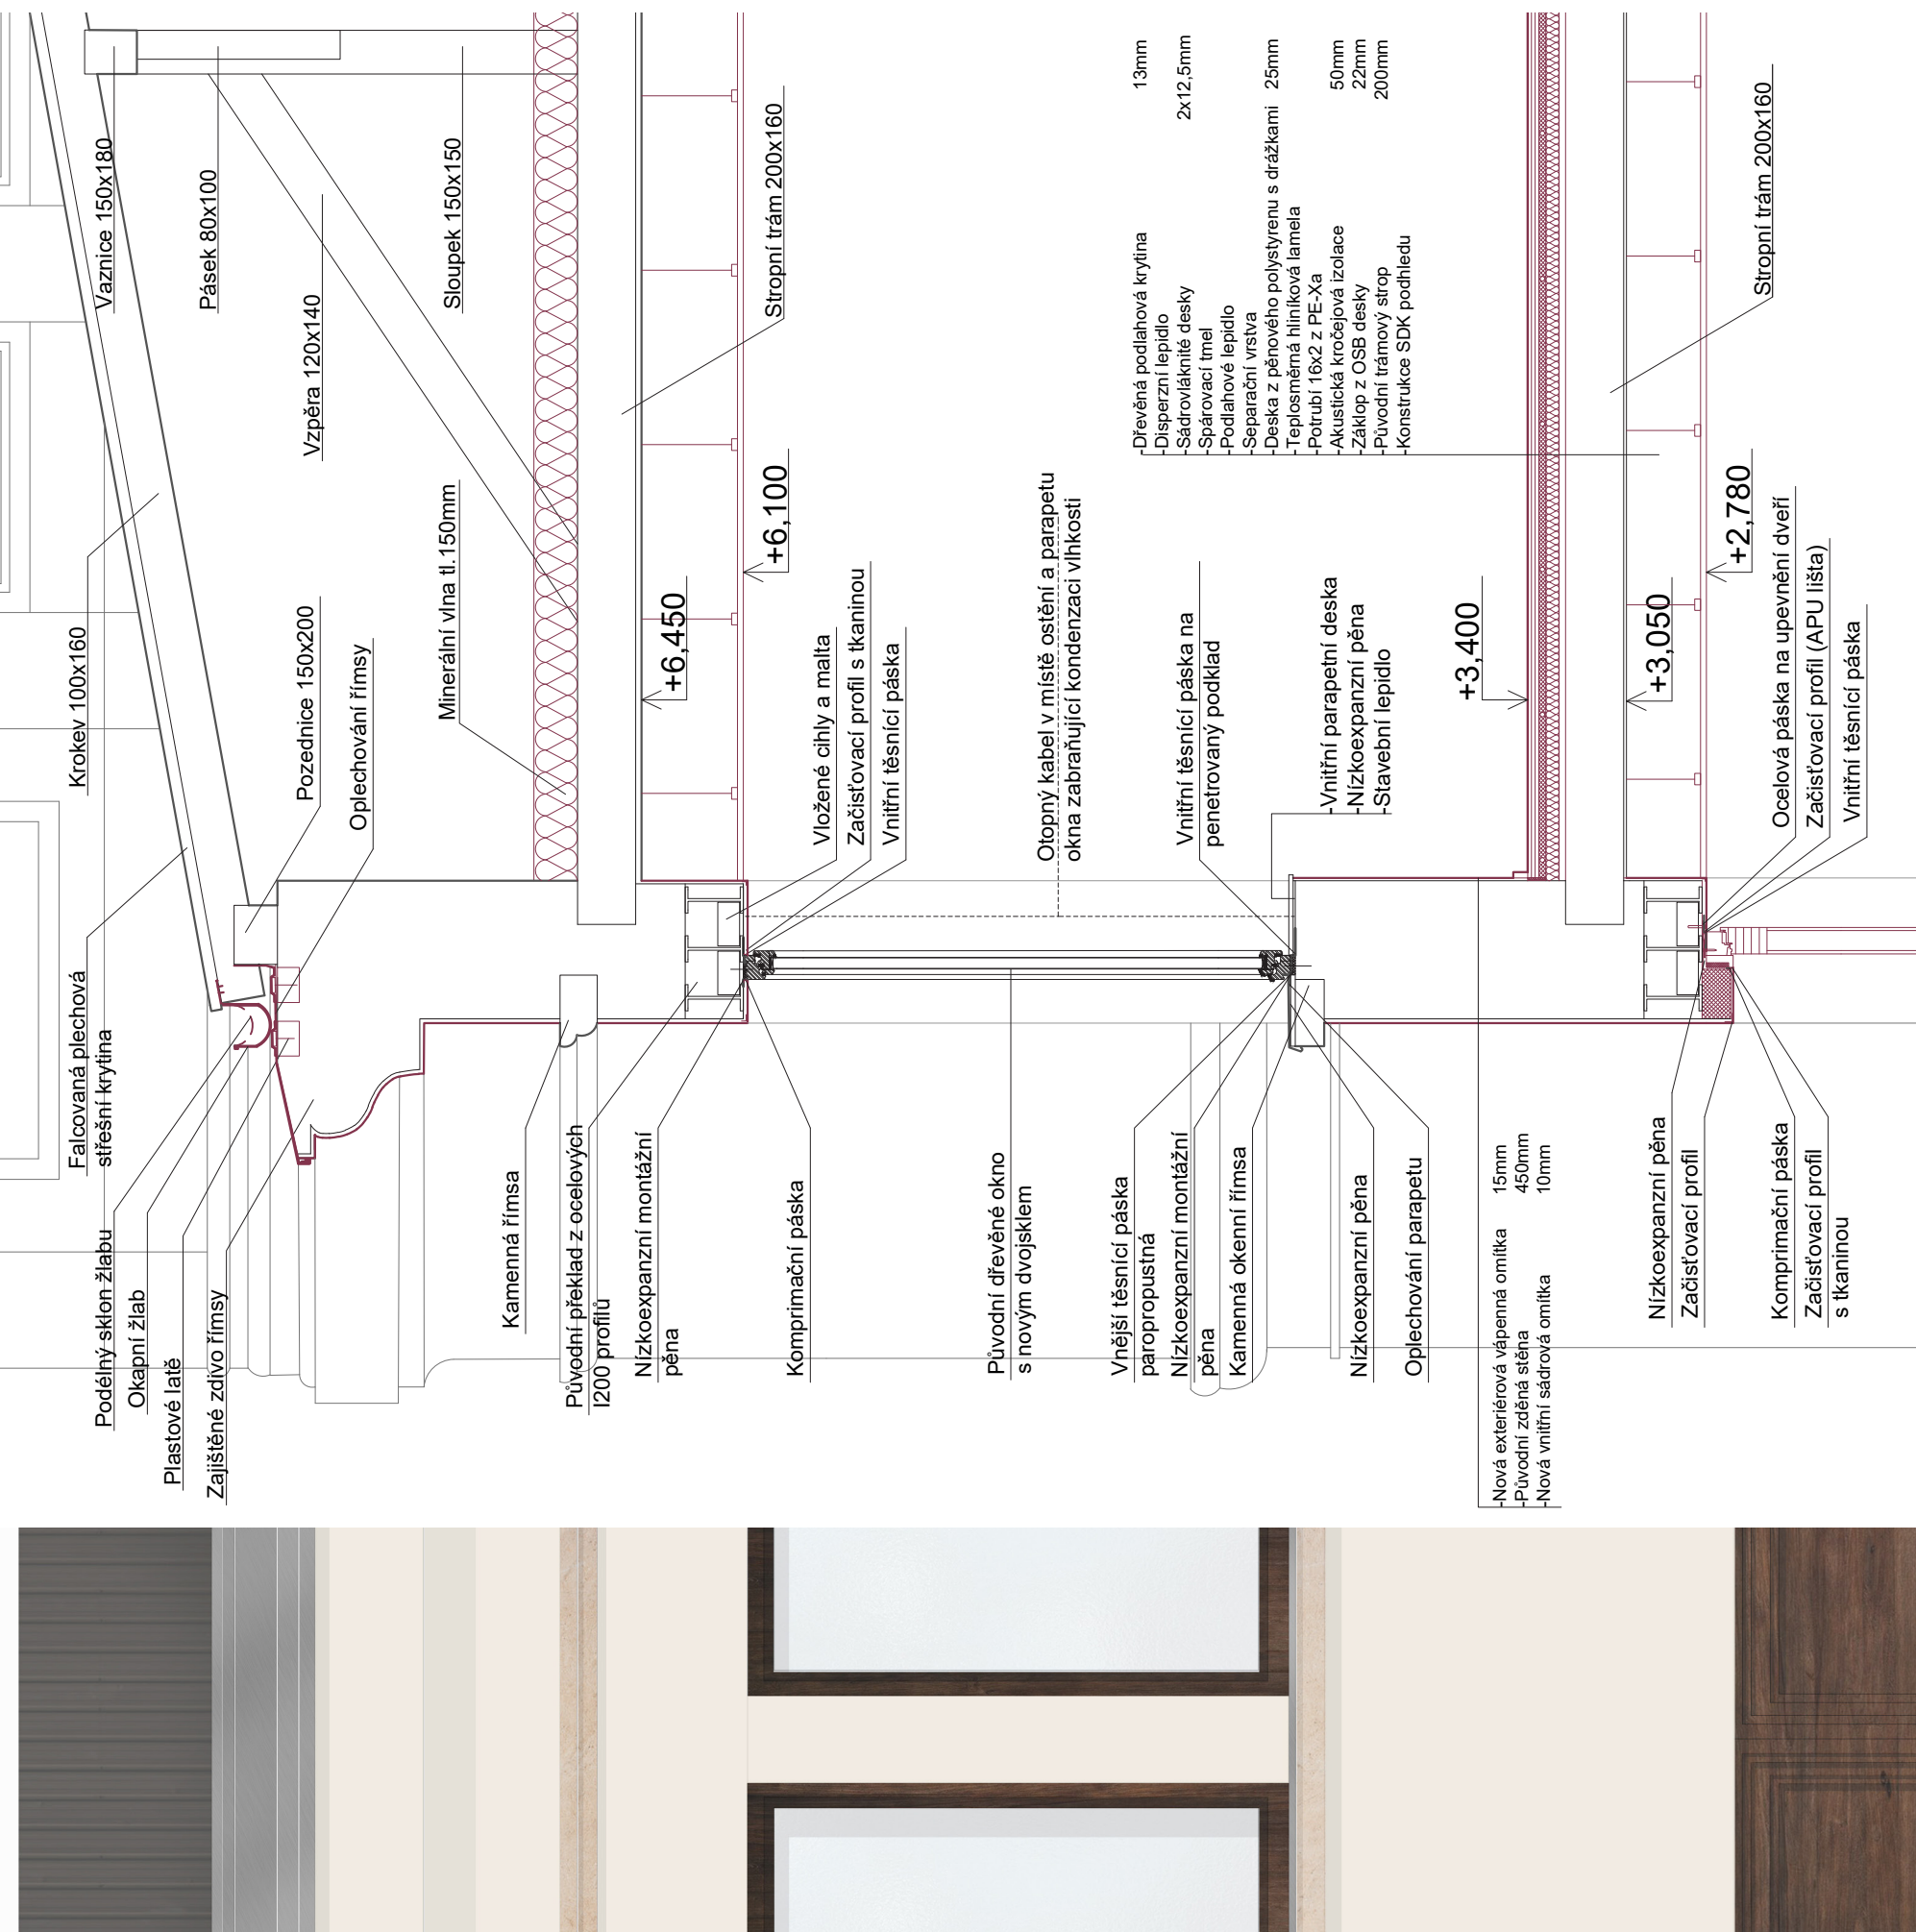 Vaznice 150x180
Pásek 80x100
Vzpěra 120x140
Sloupek 150x150
Stropní trám 200x160
Krokev 100x160
Pozednice 150x200
Oplechování římsy
Minerální vlna tl.150mm
+6,450
+6,100
Vložené cihly a malta
Začisťovací profil s tkaninou
Vnitřní těsnící páska
Otopný kabel v místě ostění a parapetu
okna zabraňující kondenzaci vlhkosti
-Dřevěná podlahová krytina 13mm
-Disperzní lepidlo
-Sádrovláknité desky 2x12,5mm
-Spárovací tmel
-Podlahové lepidlo
-Separační vrstva
-Deska z pěnového polystyrenu s drážkami 25mm
-Teplosměrná hliníková lamela
-Potrubí 16x2 z PE-Xa
-Akustická kročejová izolace 50mm
-Záklop z OSB desky 22mm
-Původní trámový strop 200mm
-Konstrukce SDK podhledu
Stropní trám 200x160
Vnitřní těsnící páska na
penetrovaný podklad
-Vnitřní parapetní deska
-Nízkoexpanzní pěna
-Stavební lepidlo
+3,400
+3,050
+2,780
Ocelová páska na upevnění dveří
Začisťovací profil (APU lišta)
Vnitřní těsnící páska
Falcovaná plechová
střešní krytina
Podélný sklon žlabu
Okapní žlab
Plastové latě
Zajištěné zdivo římsy
Kamenná římsa
Původní překlad z ocelových
I200 profilů
Nízkoexpanzní montážní
pěna
Komprimační páska
Původní dřevěné okno
s novým dvojsklem
Vnější těsnící páska
paropropustná
Nízkoexpanzní montážní
pěna
Kamenná okenní římsa
Nízkoexpanzní pěna
Oplechování parapetu
-Nová exteriérová vápenná omítka 15mm
-Původní zděná stěna 450mm
-Nová vnitřní sádrová omítka 10mm
Nízkoexpanzní pěna
Začisťovací profil
Komprimační páska
Začisťovací profil
s tkaninou